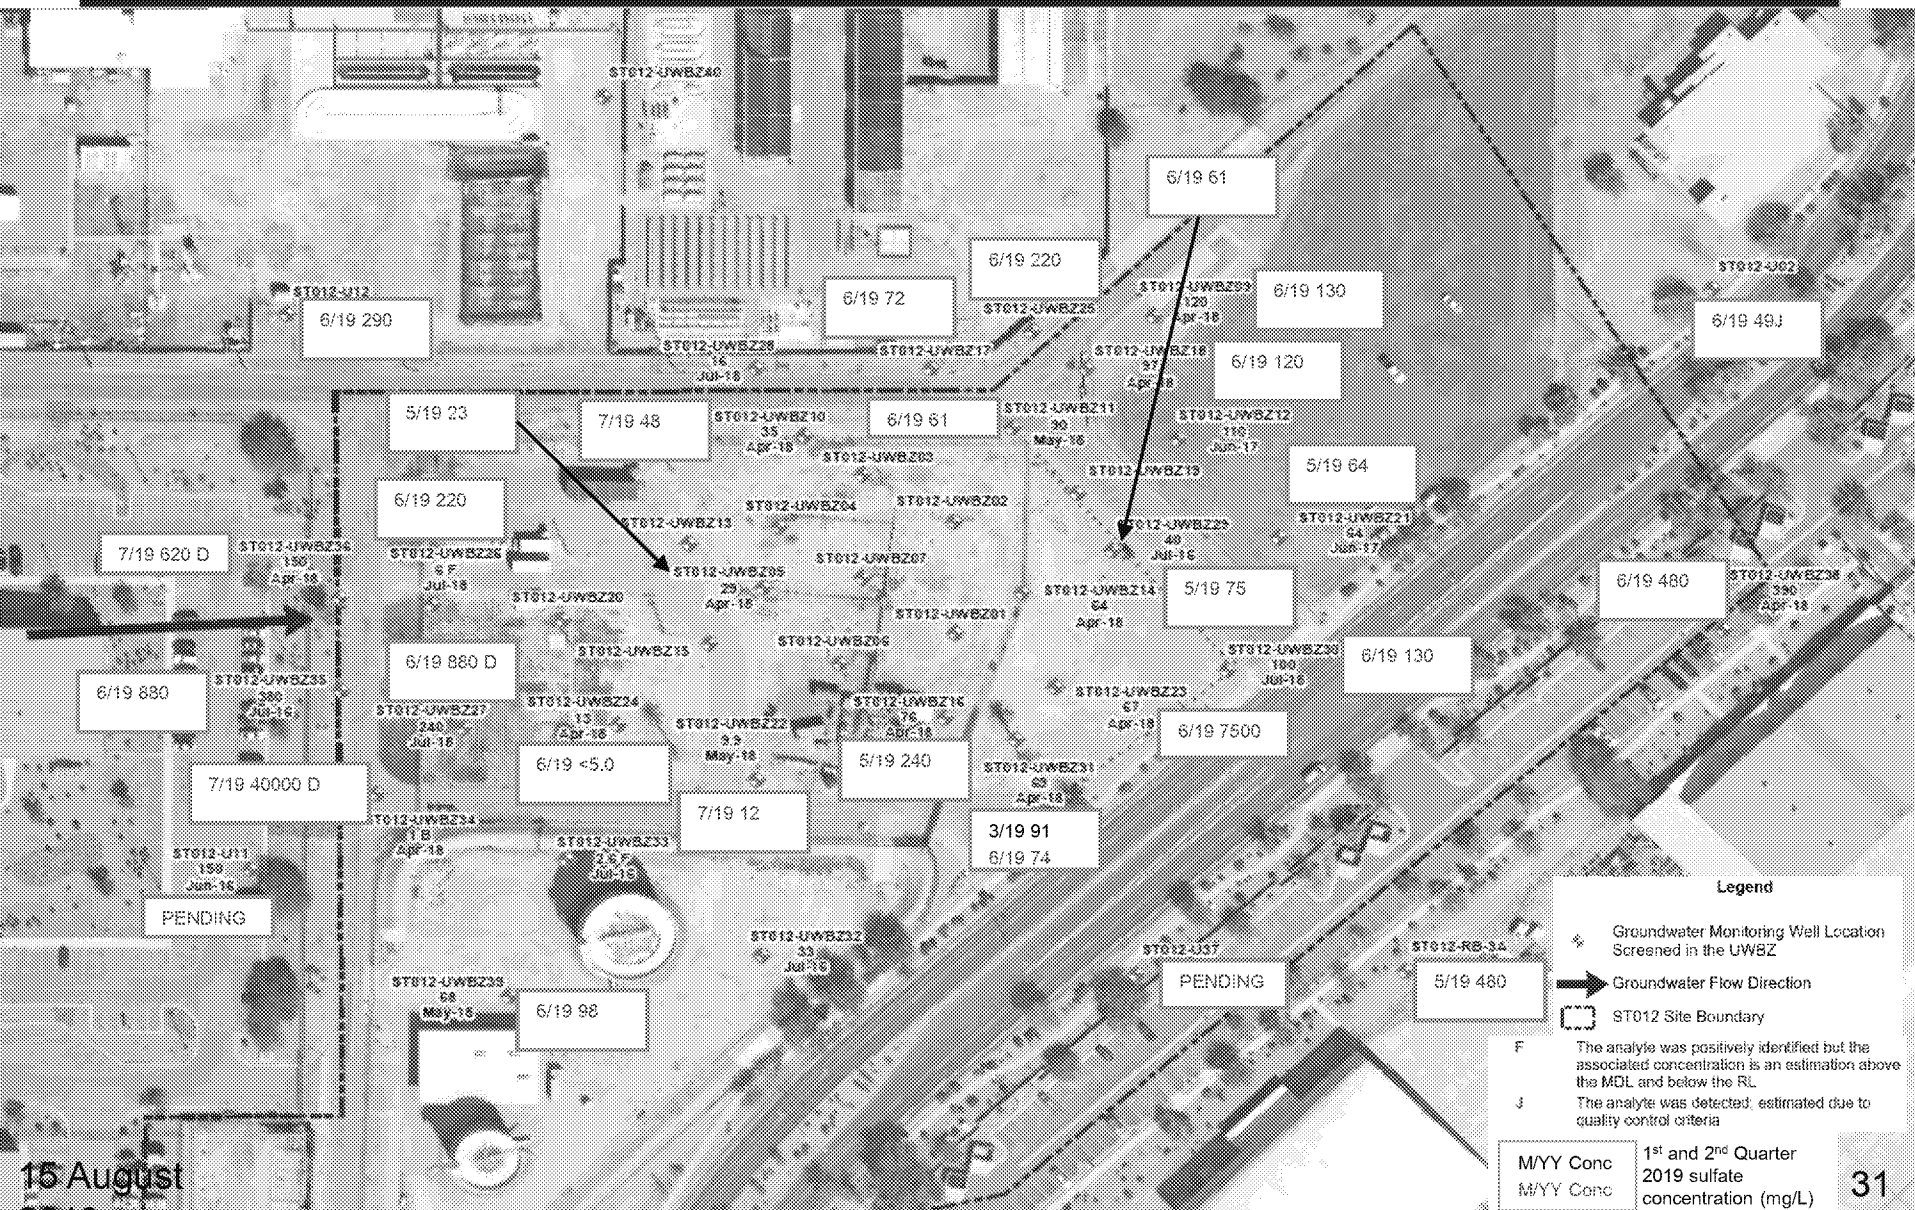 ST012-UWBZ40
6/19 61
6/19 220
ST012-UWBZ25
6/19 72
ST012-UWBZ17
ST012-U12
6/19 290
ST012-UWBZ28
16
Jul-18
ST012-UWBZ09
120
Apr-18
6/19 130
ST012-U02
6/19 49J
ST012-UWBZ18
97
Apr-18
6/19 120
5/19 23
7/19 48
ST012-UWBZ10
35
Apr-18
6/19 61
ST012-UWBZ11
90
ST012-UWBZ12
110
Jun-17
ST012-UWBZ03
ST012-UWBZ19
5/19 64
6/19 220
ST012-UWBZ04
ST012-UWBZ02
ST012-UWBZ13
ST012-UWBZ29
40
Jul-16
ST012-UWBZ21
64
Jun-17
7/19 620 D
ST012-UWBZ36
150
Apr-18
ST012-UWBZ26
6 F
Jul-18
ST012-UWBZ07
ST012-UWBZ05
29
Apr-18
6/19 480
ST012-UWBZ38
390
Apr-18
ST012-UWBZ20
ST012-UWBZ14
64
Apr-18
5/19 75
ST012-UWBZ01
ST012-UWBZ06
ST012-UWBZ15
6/19 880 D
ST012-UWBZ30
100
6/19 130
6/19 880
ST012-UWBZ35
380
Jul-16
ST012-UWBZ27
240
Jul-18
ST012-UWBZ24
13
Apr-18
ST012-UWBZ22
9.9
May-18
ST012-UWBZ16
76
Apr-18
ST012-UWBZ23
67
Apr-18
6/19 7500
6/19 <5.0
5/19 240
ST012-UWBZ31
63
Apr-18
7/19 40000 D
7/19 12
3/19 91
6/19 74
ST012-UWBZ34
1 B
Apr-18
ST012-UWBZ33
2.6 F
Jul-16
ST012-U11
150
Jun-16
PENDING
ST012-UWBZ32
33
Jul-16
ST012-U37
PENDING
ST012-RB-3A
5/19 480
68
6/19 98
Legend
Groundwater Monitoring Well Location
Screened in the UWBZ
Groundwater Flow Direction
ST012 Site Boundary
F The analyte was positively identified but the
associated concentration is an estimation above
the MDL and below the RL
J The analyte was detected; estimated due to
quality control criteria
M/YY Conc
M/YY Conc
1st and 2nd Quarter
2019 sulfate
concentration (mg/L)
15 August
31